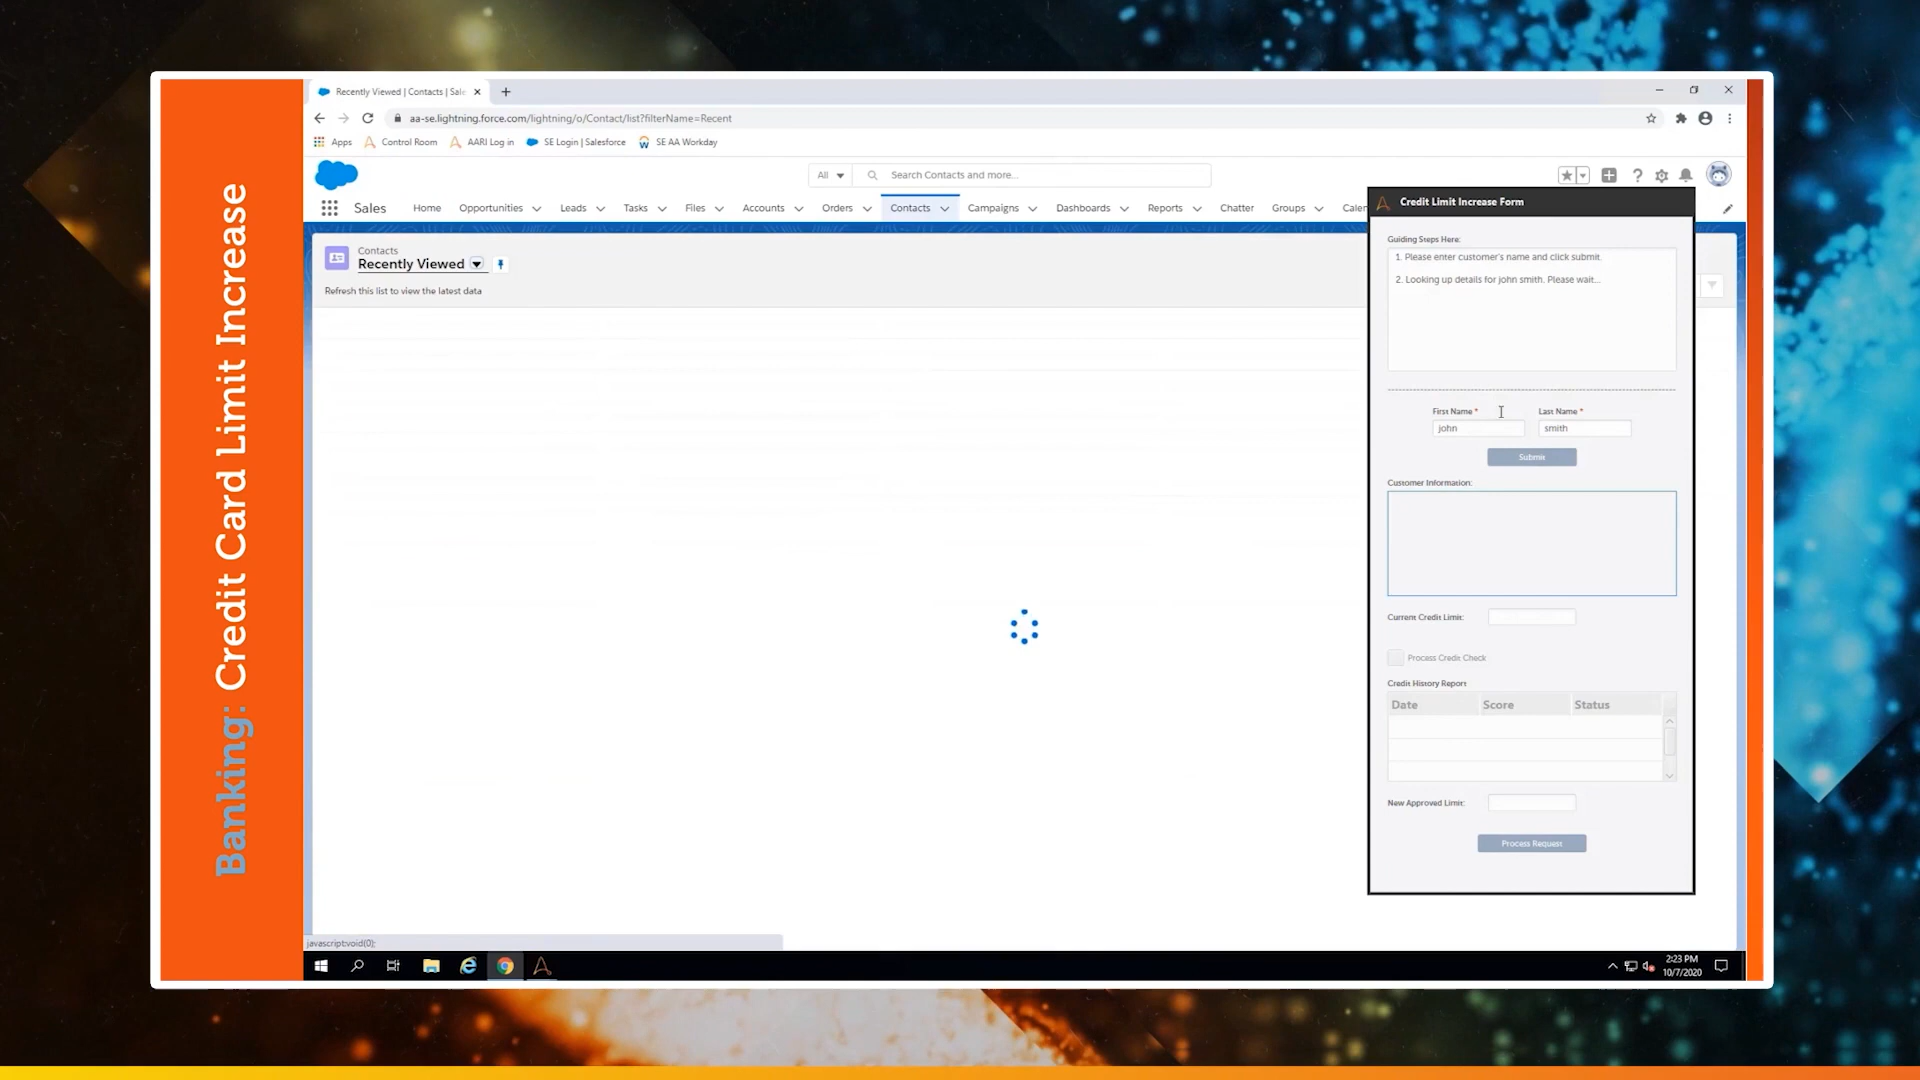 Banking: Credit Card Limit Increase
Recently Viewed | Contacts | Sale
aa-se.lightning.force.com/lightning/o/Contact/list?filterName=Recent
Apps Control Room AARI Log in SE Login | Salesforce SE AA Workday
All Search Contacts and more...
Sales Home Opportunities Leads Tasks Files Accounts Orders Contacts Campaigns Dashboards Reports Chatter Groups Calen
Contacts
Recently Viewed
Refresh this list to view the latest data
Credit Limit Increase Form
Guiding Steps Here:
1. Please enter customer's name and click submit.
2. Looking up details for john smith. Please wait...
First Name * Last Name *
john smith
Submit
Customer Information:
Current Credit Limit:
Process Credit Check
Credit History Report
Date Score Status
New Approved Limit:
Process Request
javascript:void(0);
2:23 PM
10/7/2020